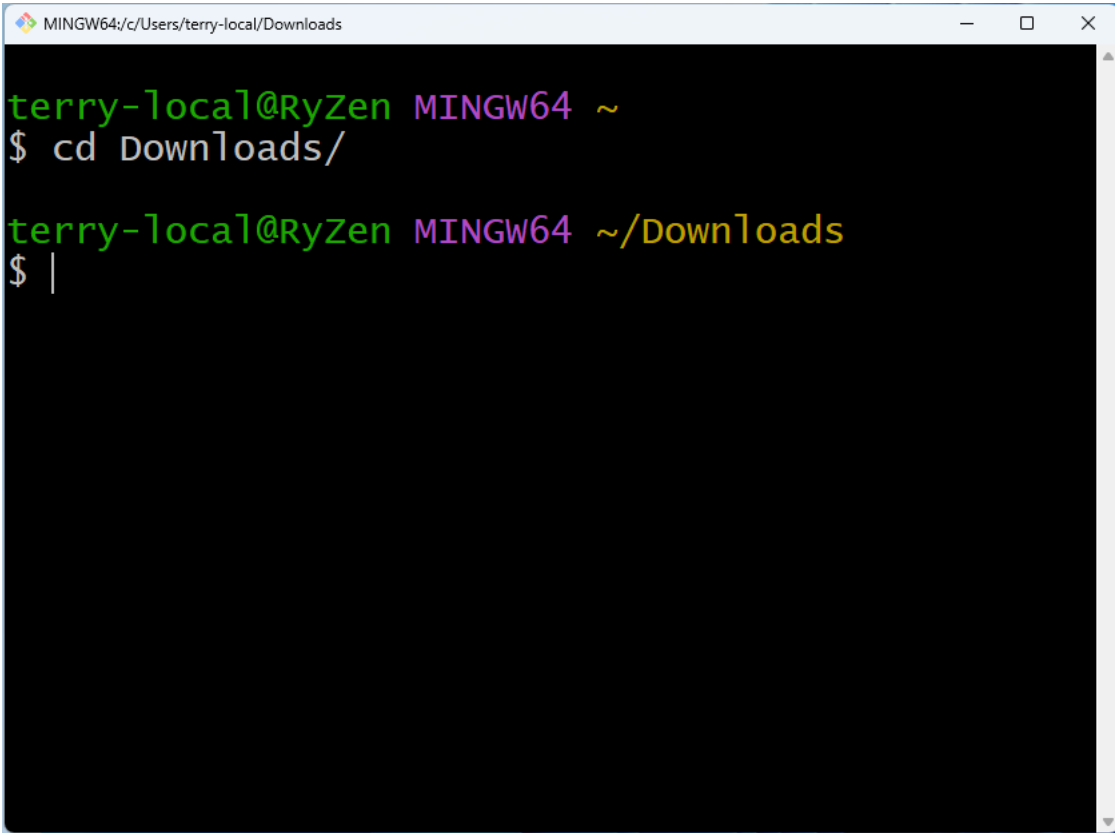 MINGW64:/c/Users/terry-local/Downloads
terry-local@RyZen MINGW64 ~
$ cd Downloads/
terry-local@RyZen MINGW64 ~/Downloads
$